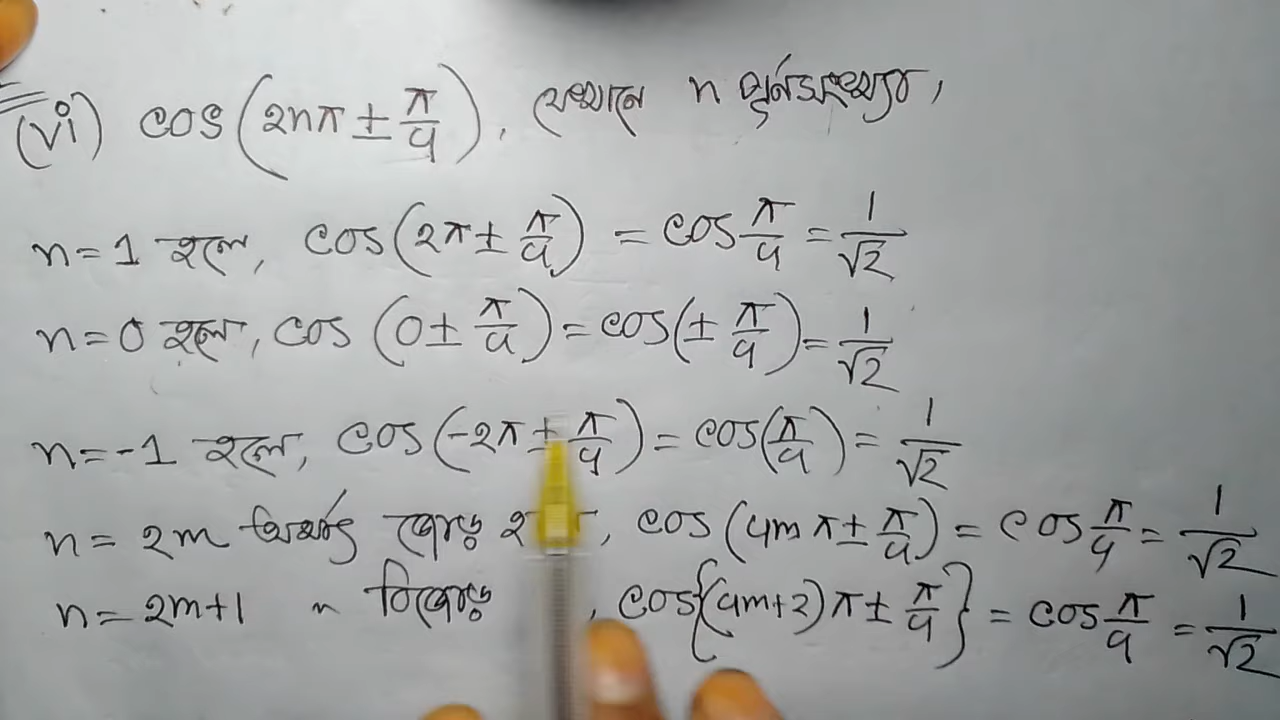 (vi) cos(2nπ ± π/4), যেখানে n পূর্ণসংখ্যা,
n = 1 হলে, cos(2π ± π/4) = cos π/4 = 1/√2
n = 0 হলে, cos(0 ± π/4) = cos(± π/4) = 1/√2
n = -1 হলে, cos(-2π ± π/4) = cos(π/4) = 1/√2
n = 2m অর্থাৎ জোড় , cos(4mπ ± π/4) = cos π/4 = 1/√2
n = 2m+1 " বিজোড় , cos{(4m+2)π ± π/4} = cos π/4 = 1/√2